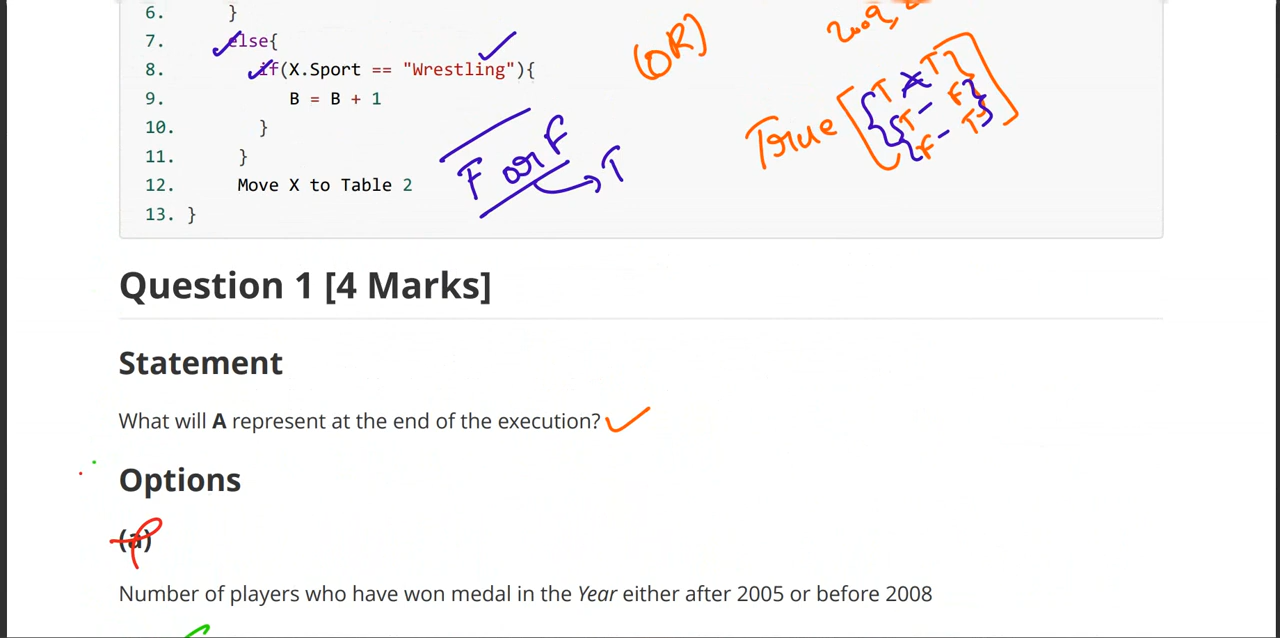 6. }
7. else{
8. if(X.Sport == "Wrestling"){
9. B = B + 1
10. }
11. }
12. Move X to Table 2
13. }
(OR)
2009,
True
T T
T - F
F - T
F or F
T
Question 1 [4 Marks]
Statement
What will A represent at the end of the execution?
Options
(a)
Number of players who have won medal in the Year either after 2005 or before 2008